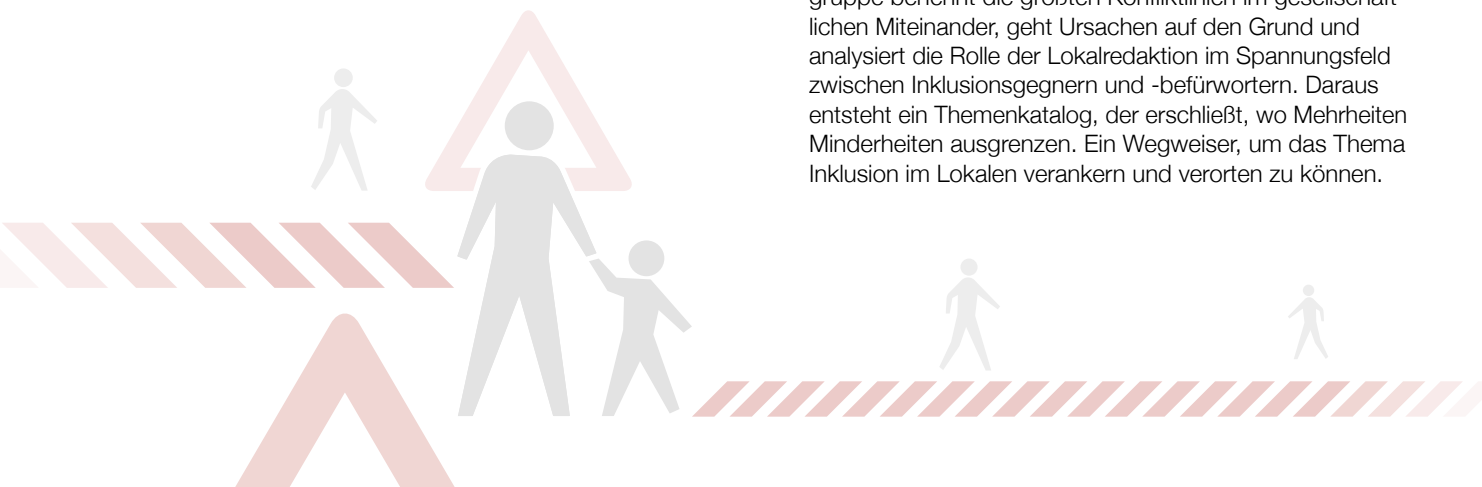 gruppe benennt die größten Konfliktlinien im gesellschaft-
lichen Miteinander, geht Ursachen auf den Grund und
analysiert die Rolle der Lokalredaktion im Spannungsfeld
zwischen Inklusionsgegnern und -befürwortern. Daraus
entsteht ein Themenkatalog, der erschließt, wo Mehrheiten
Minderheiten ausgrenzen. Ein Wegweiser, um das Thema
Inklusion im Lokalen verankern und verorten zu können.